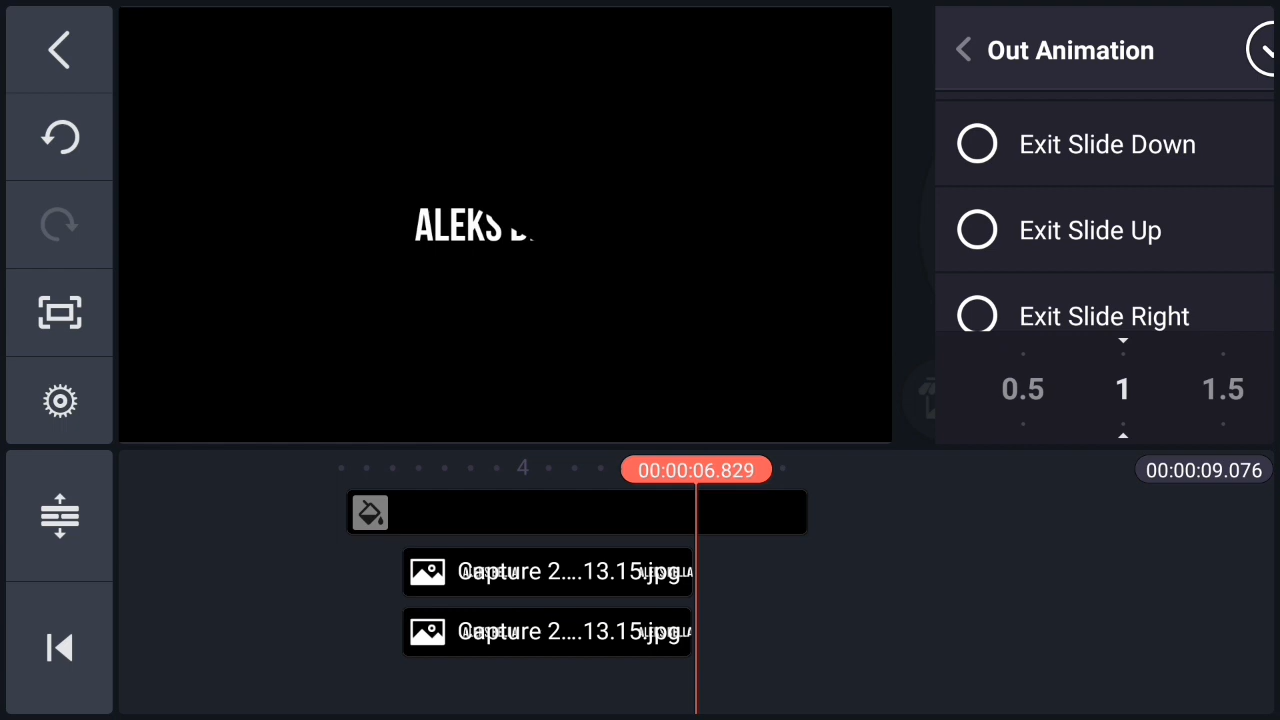 Out Animation
Exit Slide Down
Exit Slide Up
Exit Slide Right
0.5 1 1.5
ALEKS
4
00:00:06.829
00:00:09.076
Capture 2....13.15.jpg
Capture 2....13.15.jpg